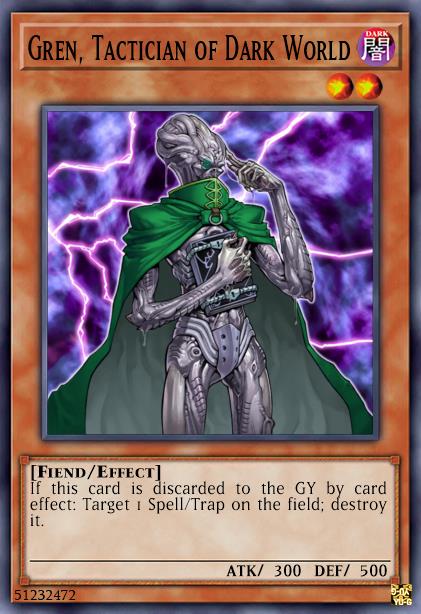 Gren, Tactician of Dark World
DARK
闇
[Fiend/Effect]
If this card is discarded to the GY by card
effect: Target 1 Spell/Trap on the field; destroy
it.
ATK/ 300 DEF/ 500
51232472